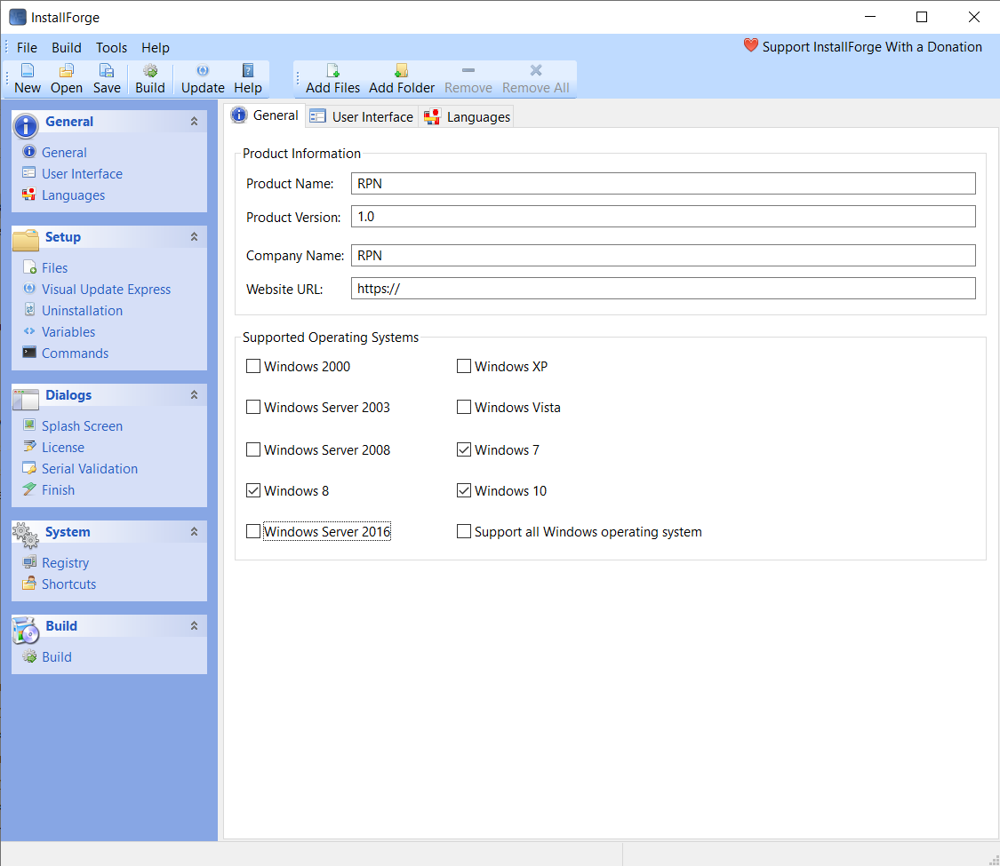 InstallForge
File Build Tools Help
Support InstallForge With a Donation
New Open Save Build Update Help Add Files Add Folder Remove Remove All
General
General
User Interface
Languages
Setup
Files
Visual Update Express
Uninstallation
Variables
Commands
Dialogs
Splash Screen
License
Serial Validation
Finish
System
Registry
Shortcuts
Build
Build
General User Interface Languages
Product Information
Product Name: RPN
Product Version: 1.0
Company Name: RPN
Website URL: https://
Supported Operating Systems
Windows 2000 Windows XP
Windows Server 2003 Windows Vista
Windows Server 2008 Windows 7
Windows 8 Windows 10
Windows Server 2016 Support all Windows operating system